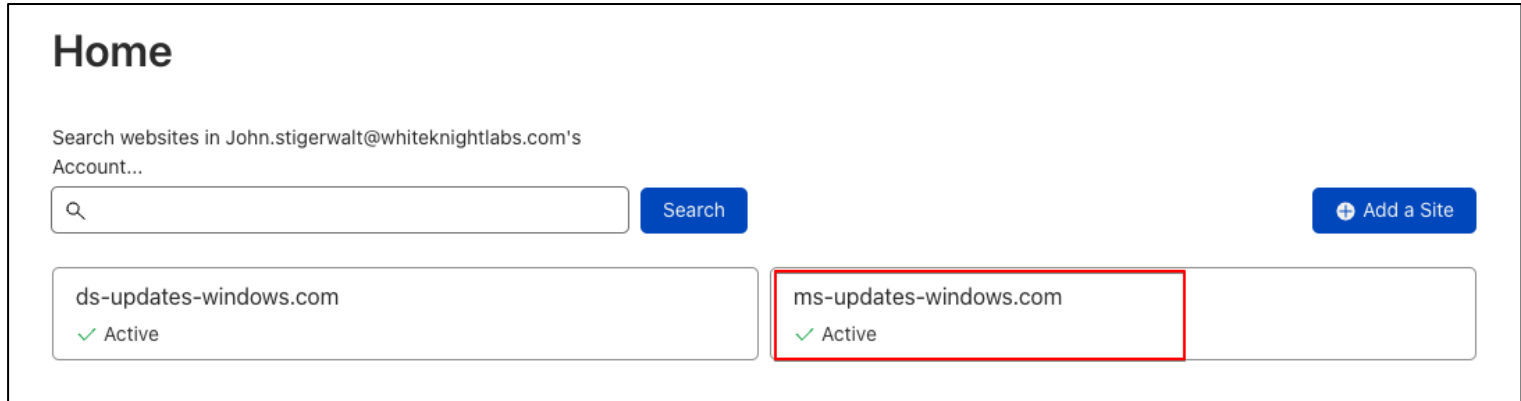 Home
Search websites in John.stigerwalt@whiteknightlabs.com's
Account...
Search
Add a Site
ds-updates-windows.com
Active
ms-updates-windows.com
Active